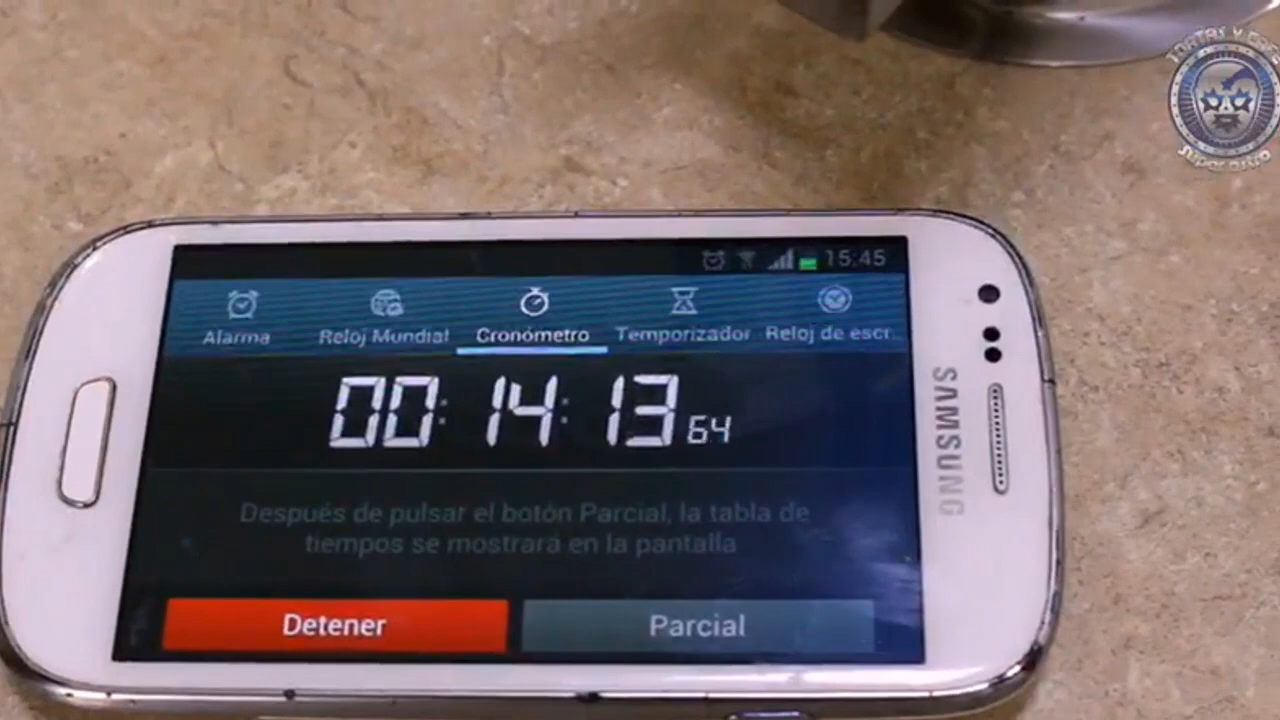 15:45
Alarma Reloj Mundial Cronómetro Temporizador Reloj de escr..
00:14:13 64
Después de pulsar el botón Parcial, la tabla de
tiempos se mostrará en la pantalla
Detener Parcial
SAMSUNG
TORTAS Y